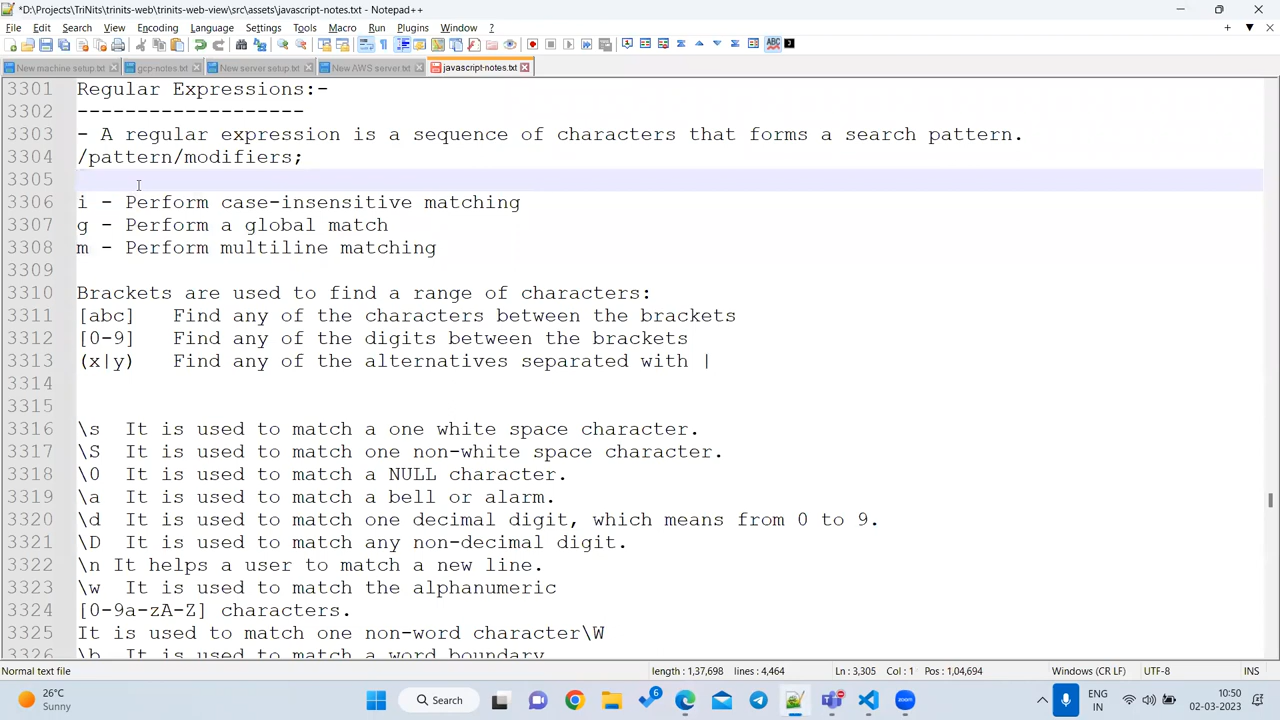 *D:\Projects\TriNits\trinits-web\trinits-web-view\src\assets\javascript-notes.txt - Notepad++
File Edit Search View Encoding Language Settings Tools Macro Run Plugins Window ?
New machine setup.txt gcp-notes.txt New server setup.txt New AWS server.txt javascript-notes.txt
3301 Regular Expressions:-
3302 -------------------
3303 - A regular expression is a sequence of characters that forms a search pattern.
3304 /pattern/modifiers;
3305
3306 i - Perform case-insensitive matching
3307 g - Perform a global match
3308 m - Perform multiline matching
3309
3310 Brackets are used to find a range of characters:
3311 [abc] Find any of the characters between the brackets
3312 [0-9] Find any of the digits between the brackets
3313 (x|y) Find any of the alternatives separated with |
3314
3315
3316 \s It is used to match a one white space character.
3317 \S It is used to match one non-white space character.
3318 \0 It is used to match a NULL character.
3319 \a It is used to match a bell or alarm.
3320 \d It is used to match one decimal digit, which means from 0 to 9.
3321 \D It is used to match any non-decimal digit.
3322 \n It helps a user to match a new line.
3323 \w It is used to match the alphanumeric
3324 [0-9a-zA-Z] characters.
3325 It is used to match one non-word character\W
3326 \b It is used to match a word boundary
Normal text file length : 1,37,698 lines : 4,464 Ln : 3,305 Col : 1 Pos : 1,04,694 Windows (CR LF) UTF-8 INS
26°C
Sunny
Search
6
ENG
IN
10:50
02-03-2023